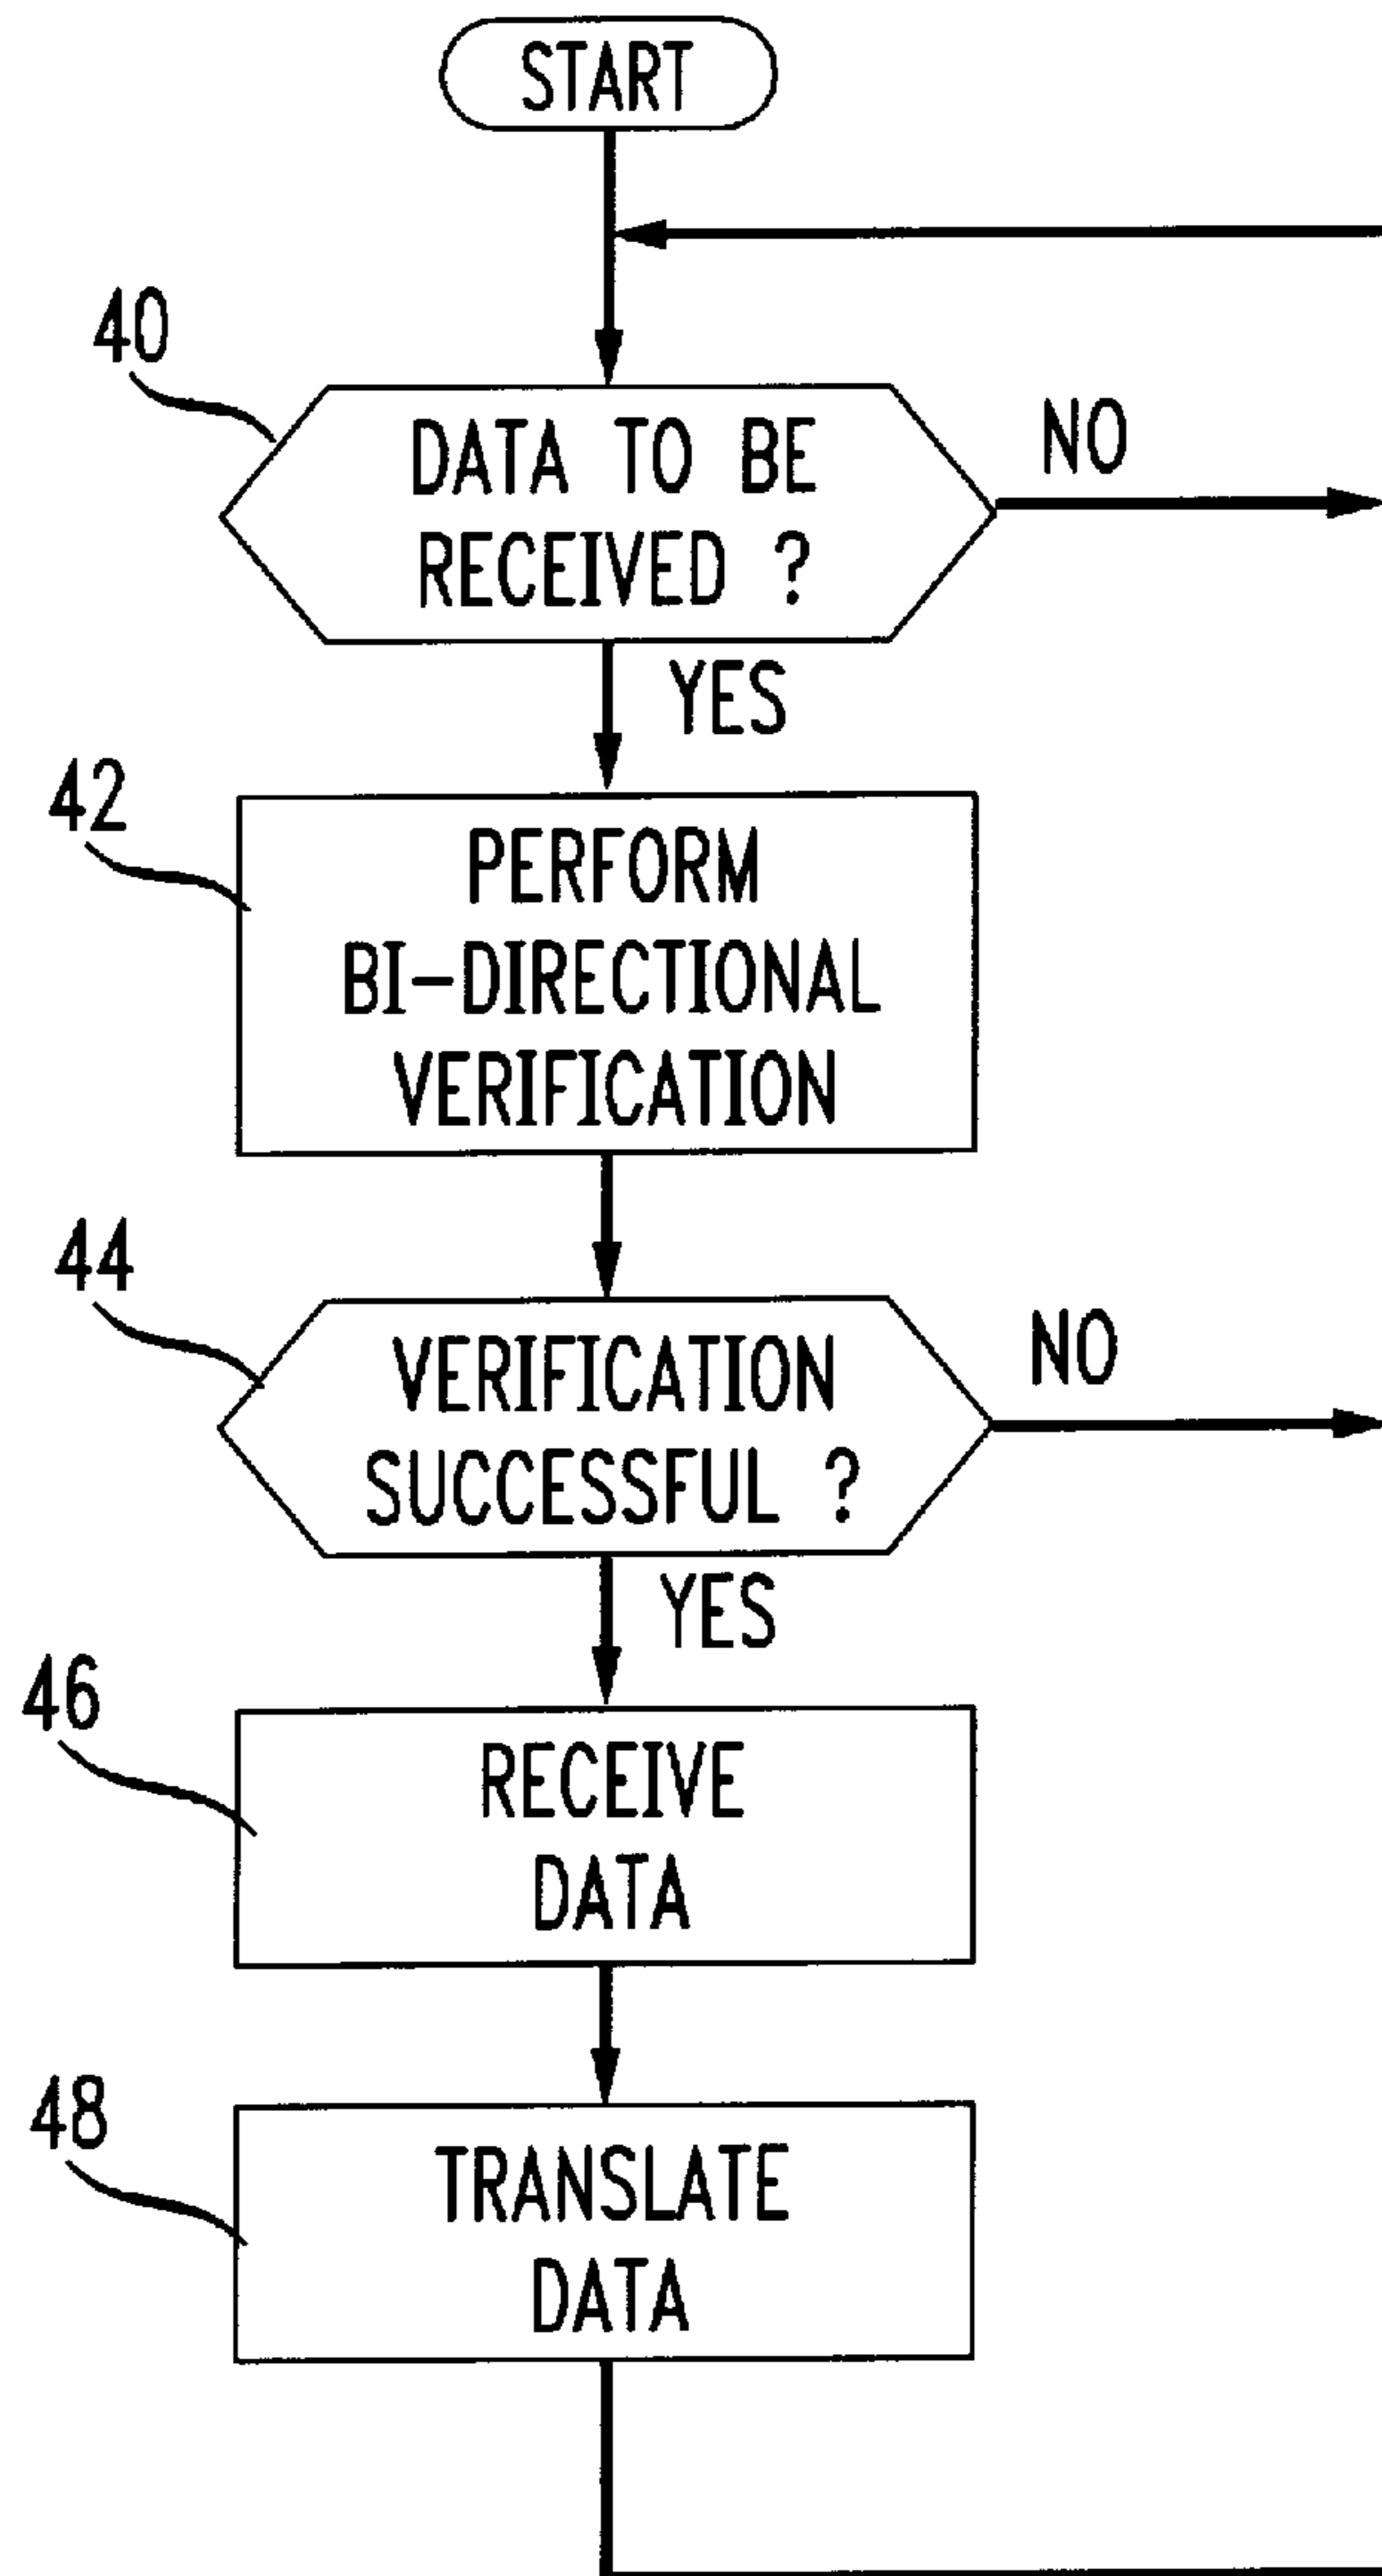 START
40
DATA TO BE
RECEIVED ?
NO
YES
42
PERFORM
BI-DIRECTIONAL
VERIFICATION
44
VERIFICATION
SUCCESSFUL ?
NO
YES
46
RECEIVE
DATA
48
TRANSLATE
DATA